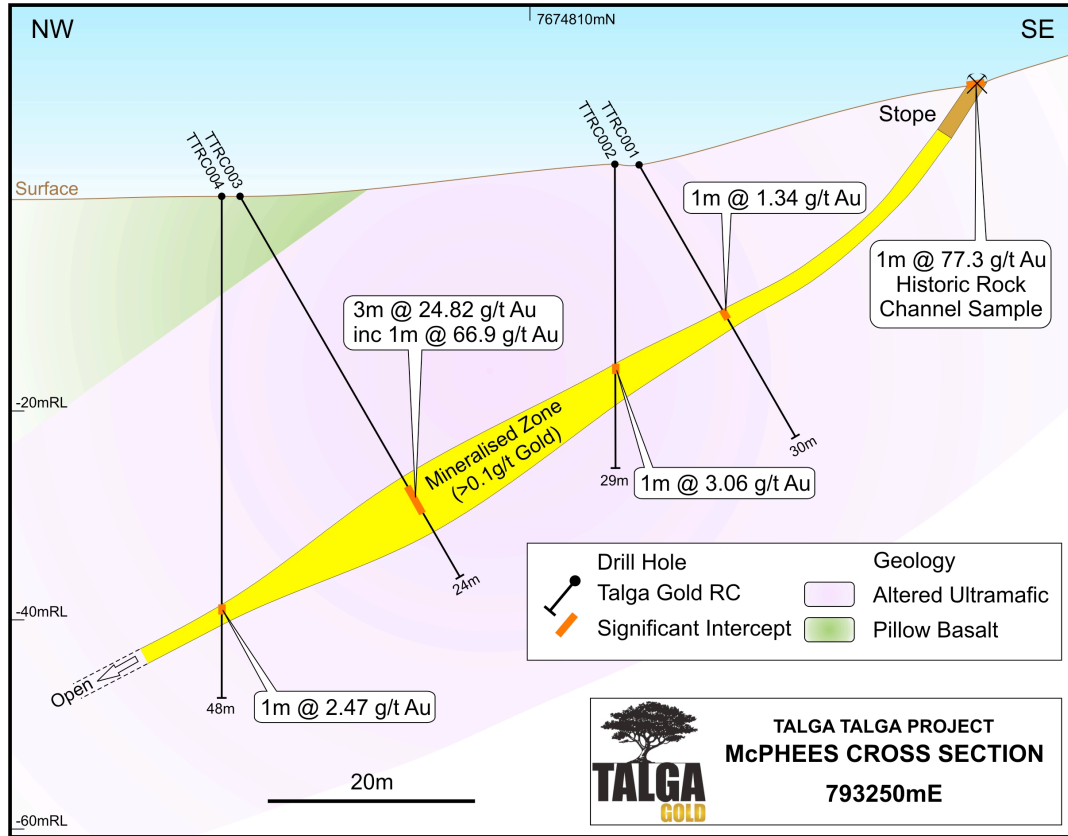 NW
7674810mN
SE
Stope
TTRC001
TTRC002
TTRC003
TTRC004
Surface
1m @ 1.34 g/t Au
1m @ 77.3 g/t Au
Historic Rock
Channel Sample
3m @ 24.82 g/t Au
inc 1m @ 66.9 g/t Au
-20mRL
Mineralised Zone
(>0.1g/t Gold)
30m
29m
1m @ 3.06 g/t Au
24m
-40mRL
Open
48m
1m @ 2.47 g/t Au
Drill Hole
Talga Gold RC
Significant Intercept
Geology
Altered Ultramafic
Pillow Basalt
20m
-60mRL
TALGA
GOLD
TALGA TALGA PROJECT
McPHEES CROSS SECTION
793250mE